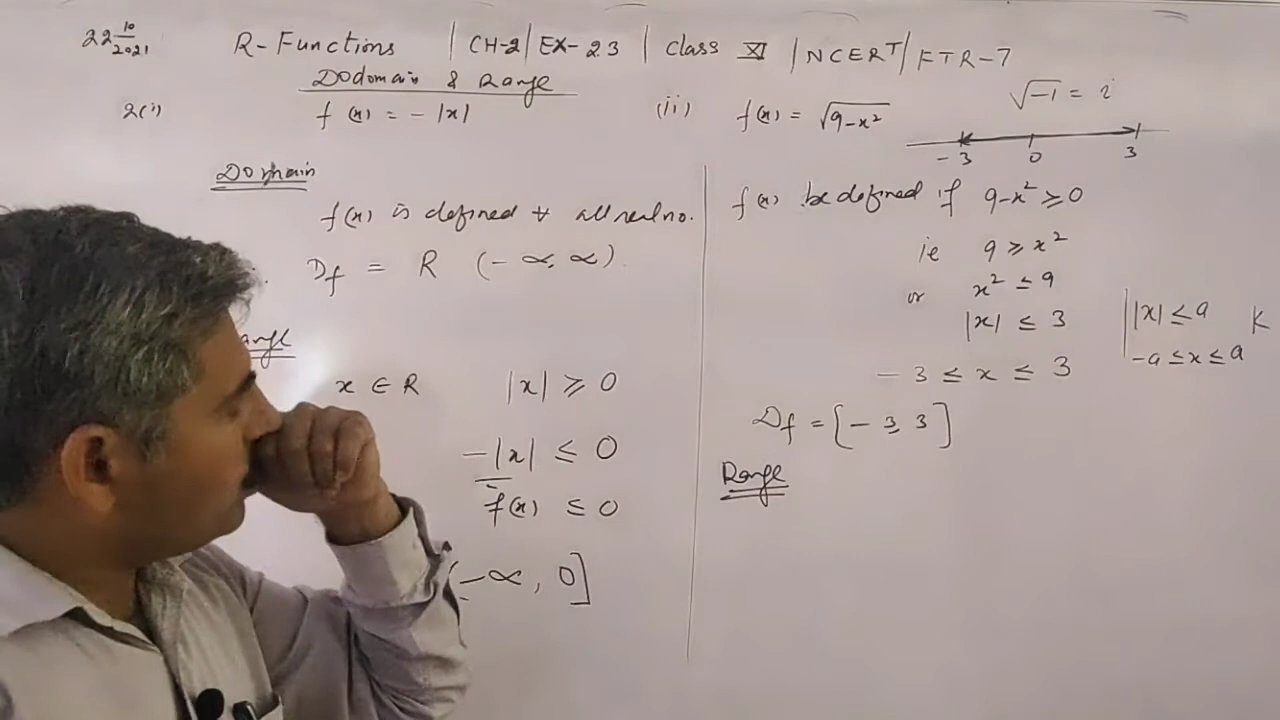 22 10/2021
R-Functions | CH-2 | EX-2.3 | Class XI | NCERT | FTR-7
DOdomain & Range
2(i) f(x) = -|x|
Domain
f(x) is defined ∀ all real no.
Df = R (-∞, ∞).
ange
x ∈ R |x| ≥ 0
-|x| ≤ 0
f(x) ≤ 0
(-∞, 0]
(ii) f(x) = √9-x²
√-1 = i
-3 0 3
f(x) be defined if 9-x² ≥ 0
ie 9 ≥ x²
or x² ≤ 9
|x| ≤ 3
-3 ≤ x ≤ 3
|x| ≤ a
-a ≤ x ≤ a
K
Df = [-3, 3]
Range